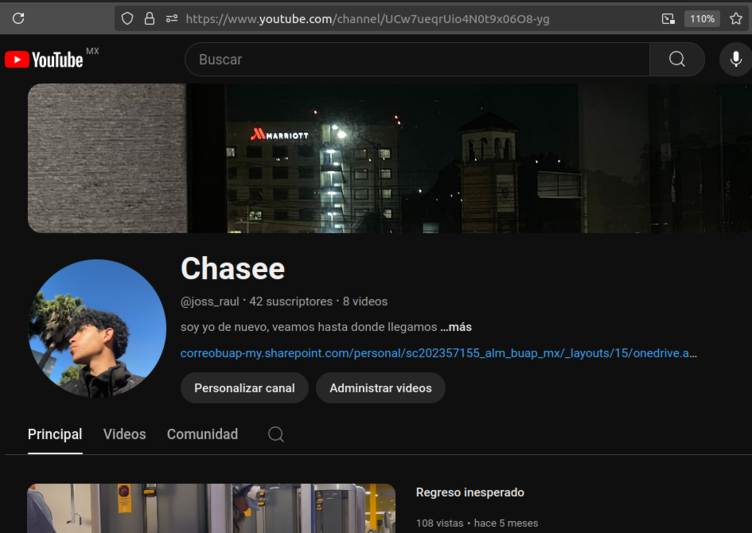 https://www.youtube.com/channel/UCw7ueqrUio4N0t9x06O8-yg
110%
YouTube MX
Buscar
MARRIOTT
Chasee
@joss_raul · 42 suscriptores · 8 videos
soy yo de nuevo, veamos hasta donde llegamos ...más
correobuap-my.sharepoint.com/personal/sc202357155_alm_buap_mx/_layouts/15/onedrive.a...
Personalizar canal
Administrar videos
Principal
Videos
Comunidad
Regreso inesperado
108 vistas · hace 5 meses